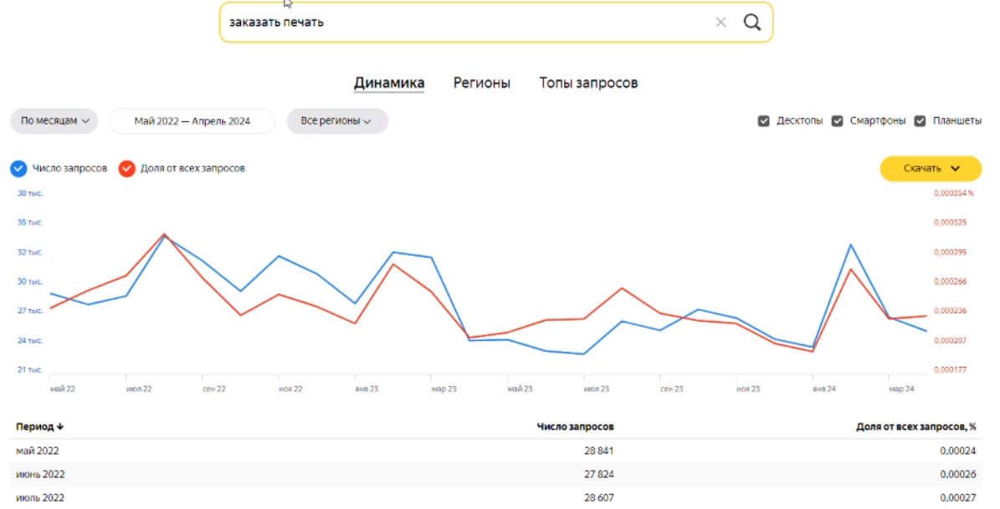 заказать печать
Динамика Регионы Топы запросов
По месяцам Май 2022 — Апрель 2024 Все регионы Десктопы Смартфоны Планшеты
Число запросов Доля от всех запросов Скачать
38 тыс. 0,000354 %
35 тыс. 0,000325
32 тыс. 0,000295
30 тыс. 0,000266
27 тыс. 0,000236
24 тыс. 0,000207
21 тыс. 0,000177
май 22 июл 22 сен 22 ноя 22 янв 23 мар 23 май 23 июл 23 сен 23 ноя 23 янв 24 мар 24
Период Число запросов Доля от всех запросов, %
май 2022 28 841 0,00024
июнь 2022 27 824 0,00026
июль 2022 28 607 0,00027